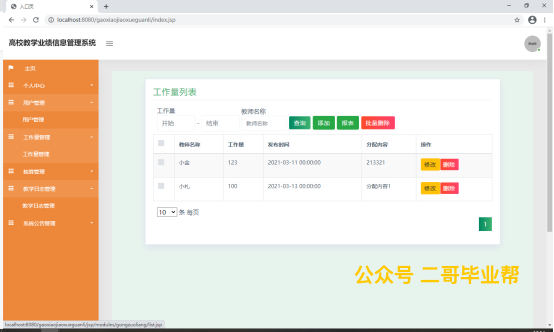 入口页
localhost:8080/gaoxiaojiaoxueguanli/index.jsp
高校教学业绩信息管理系统
主页
个人中心
用户管理
用户管理
工作量管理
工作量管理
教学日志管理
教学日志管理
系统公告管理
工作量列表
工作量
教师名称
开始 - 结束 教师名称 查询 添加 报表 批量删除
教师名称 工作量 发布时间 分配内容 操作
小金 123 2021-03-11 00:00:00 213321 修改 删除
小礼 100 2021-03-13 00:00:00 分配内容1 修改 删除
10 条 每页
1
公众号 二哥毕业帮
localhost:8080/gaoxiaojiaoxueguanli/jsp/modules/gongzuoliang/list.jsp